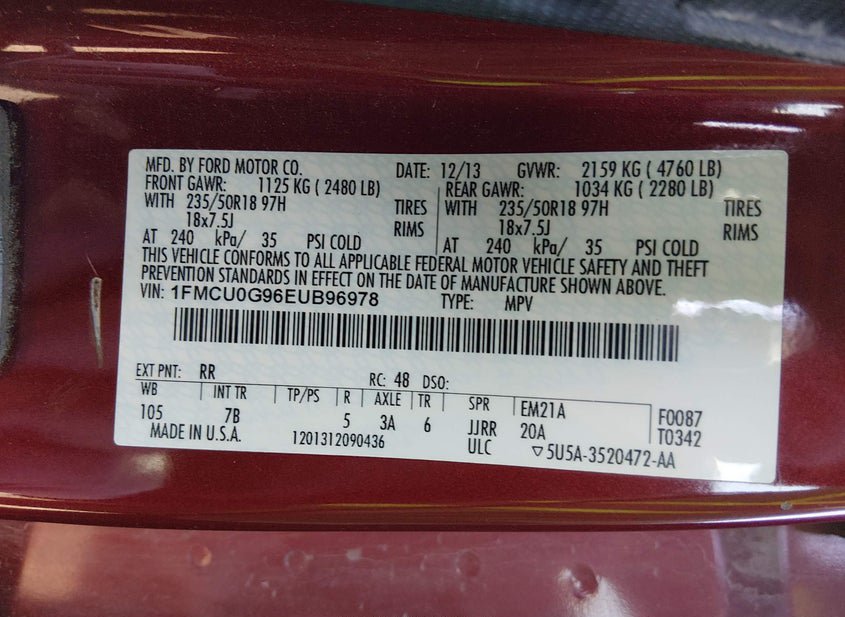 MFD. BY FORD MOTOR CO. DATE: 12/13 GVWR: 2159 KG ( 4760 LB)
FRONT GAWR: 1125 KG ( 2480 LB) REAR GAWR: 1034 KG ( 2280 LB)
WITH 235/50R18 97H TIRES WITH 235/50R18 97H TIRES
18x7.5J RIMS 18x7.5J RIMS
AT 240 kPa/ 35 PSI COLD AT 240 kPa/ 35 PSI COLD
THIS VEHICLE CONFORMS TO ALL APPLICABLE FEDERAL MOTOR VEHICLE SAFETY AND THEFT
PREVENTION STANDARDS IN EFFECT ON THE DATE OF MANUFACTURE SHOWN ABOVE.
VIN: 1FMCU0G96EUB96978 TYPE: MPV
EXT PNT: RR RC: 48 DSO:
WB INT TR TP/PS R AXLE TR SPR EM21A F0087
105 7B 5 3A 6 JJRR 20A T0342
MADE IN U.S.A. 1201312090436 ULC ▽5U5A-3520472-AA